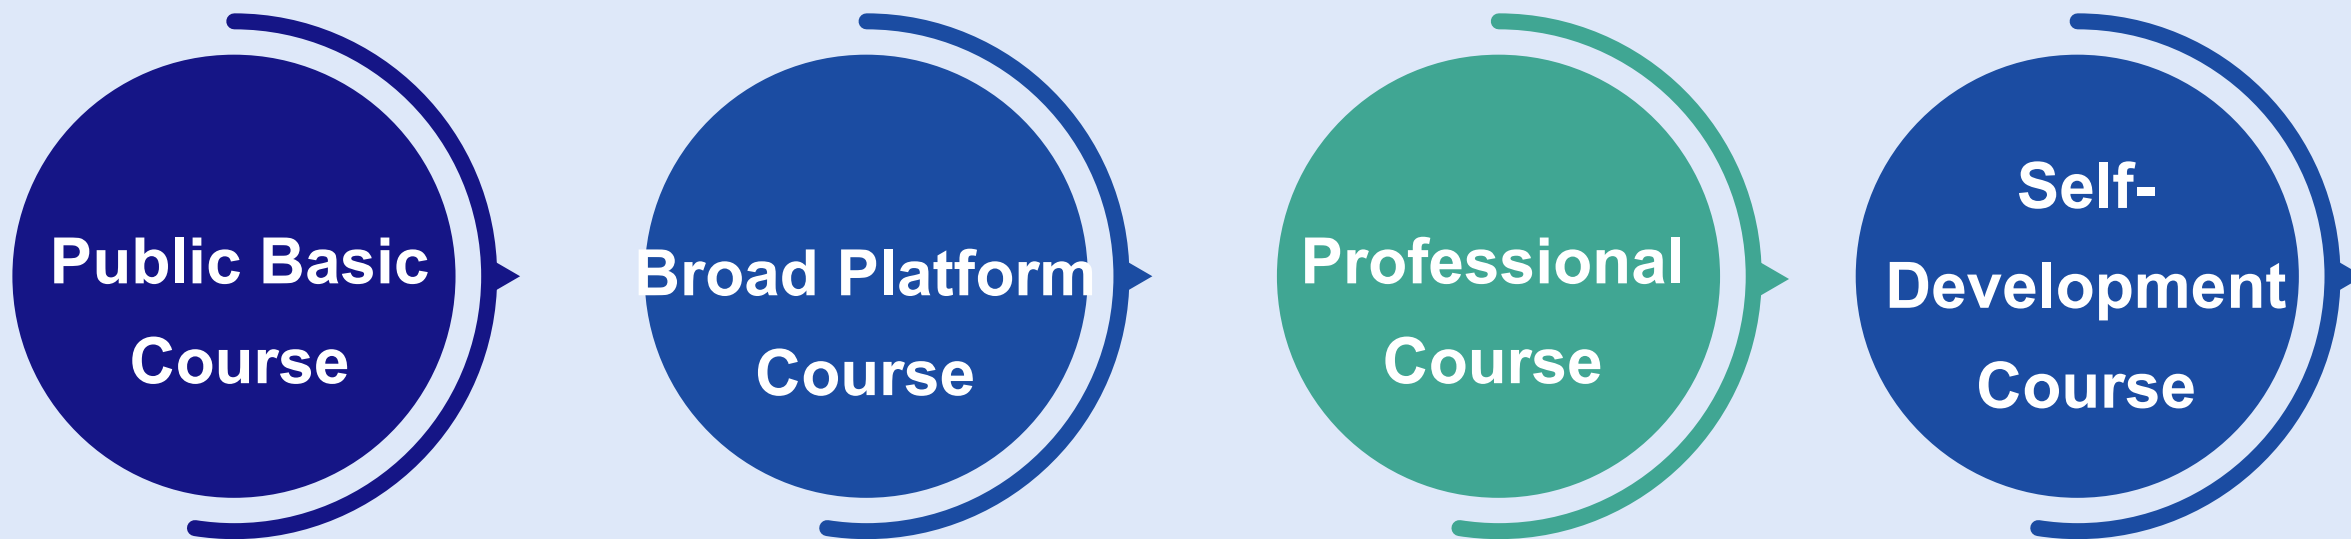 Public Basic
Course
Broad Platform
Course
Professional
Course
Self-
Development
Course